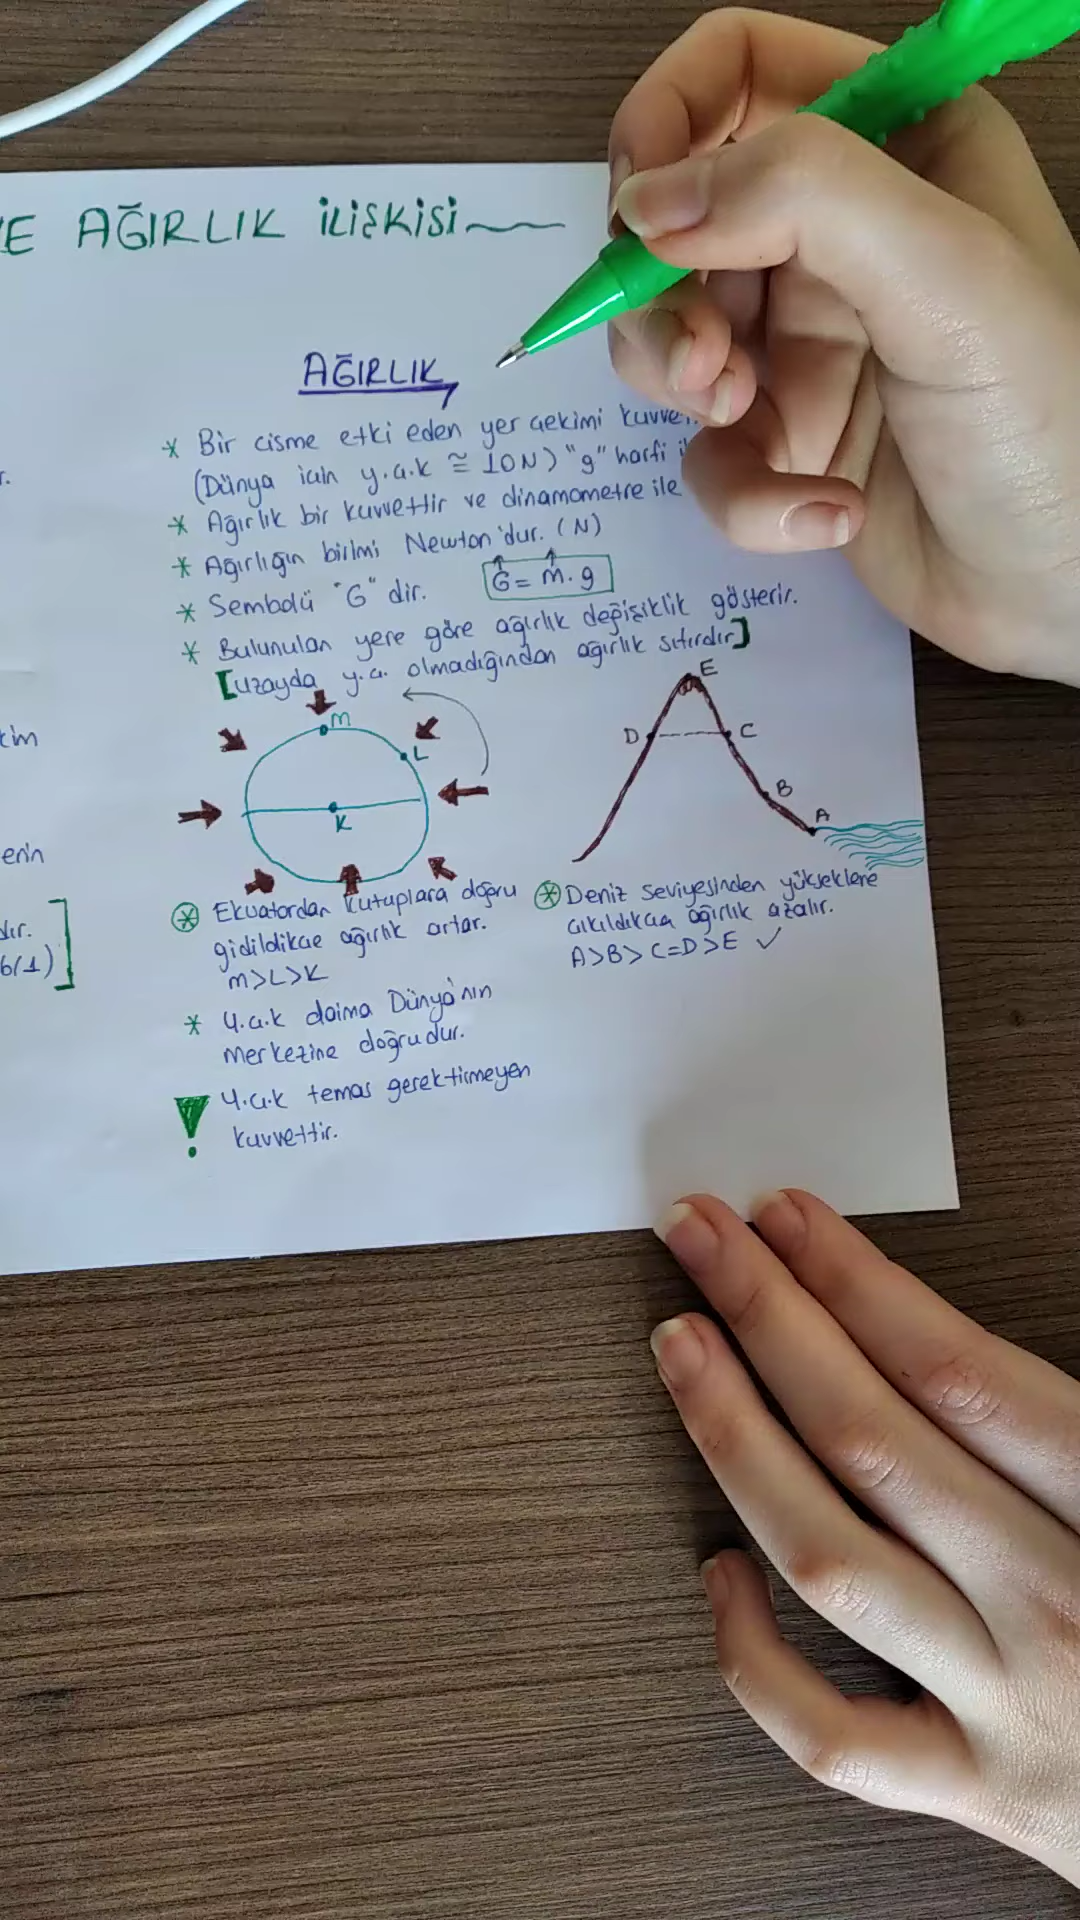 E AĞIRLIK İLİŞKİSİ
AĞIRLIK
* Bir cisme etki eden yer çekimi
(Dünya için y.ç.k ≅ 10N) "g" harfi
* Ağırlık bir kuvvettir ve dinamometre ile
* Ağırlığın birimi Newton'dur. (N)
* Sembolü "G" dir.
G = m.g
* Bulunulan yere göre ağırlık değişiklik gösterir.
[uzayda y.ç. olmadığından ağırlık sıfırdır]
M
L
K
E
D
C
B
A
* Ekvatordan kutuplara doğru
gidildikçe ağırlık artar.
M>L>K
* Y.ç.k daima Dünya'nın
merkezine doğrudur.
! Y.ç.k temas gerektirmeyen
kuvvettir.
* Deniz seviyesinden yükseklere
çıkıldıkça ağırlık azalır.
A>B>C=D>E ✓
r.
erin
6/1)]